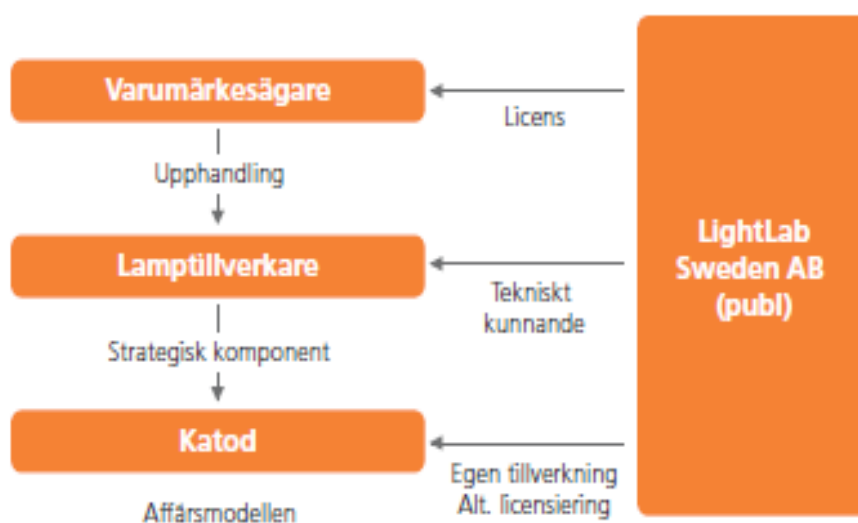 Varumärkesägare
Licens
Upphandling
Lamptillverkare
Tekniskt
kunnande
Strategisk komponent
Katod
Egen tillverkning
Alt. licensiering
Affärsmodellen
LightLab
Sweden AB
(publ)